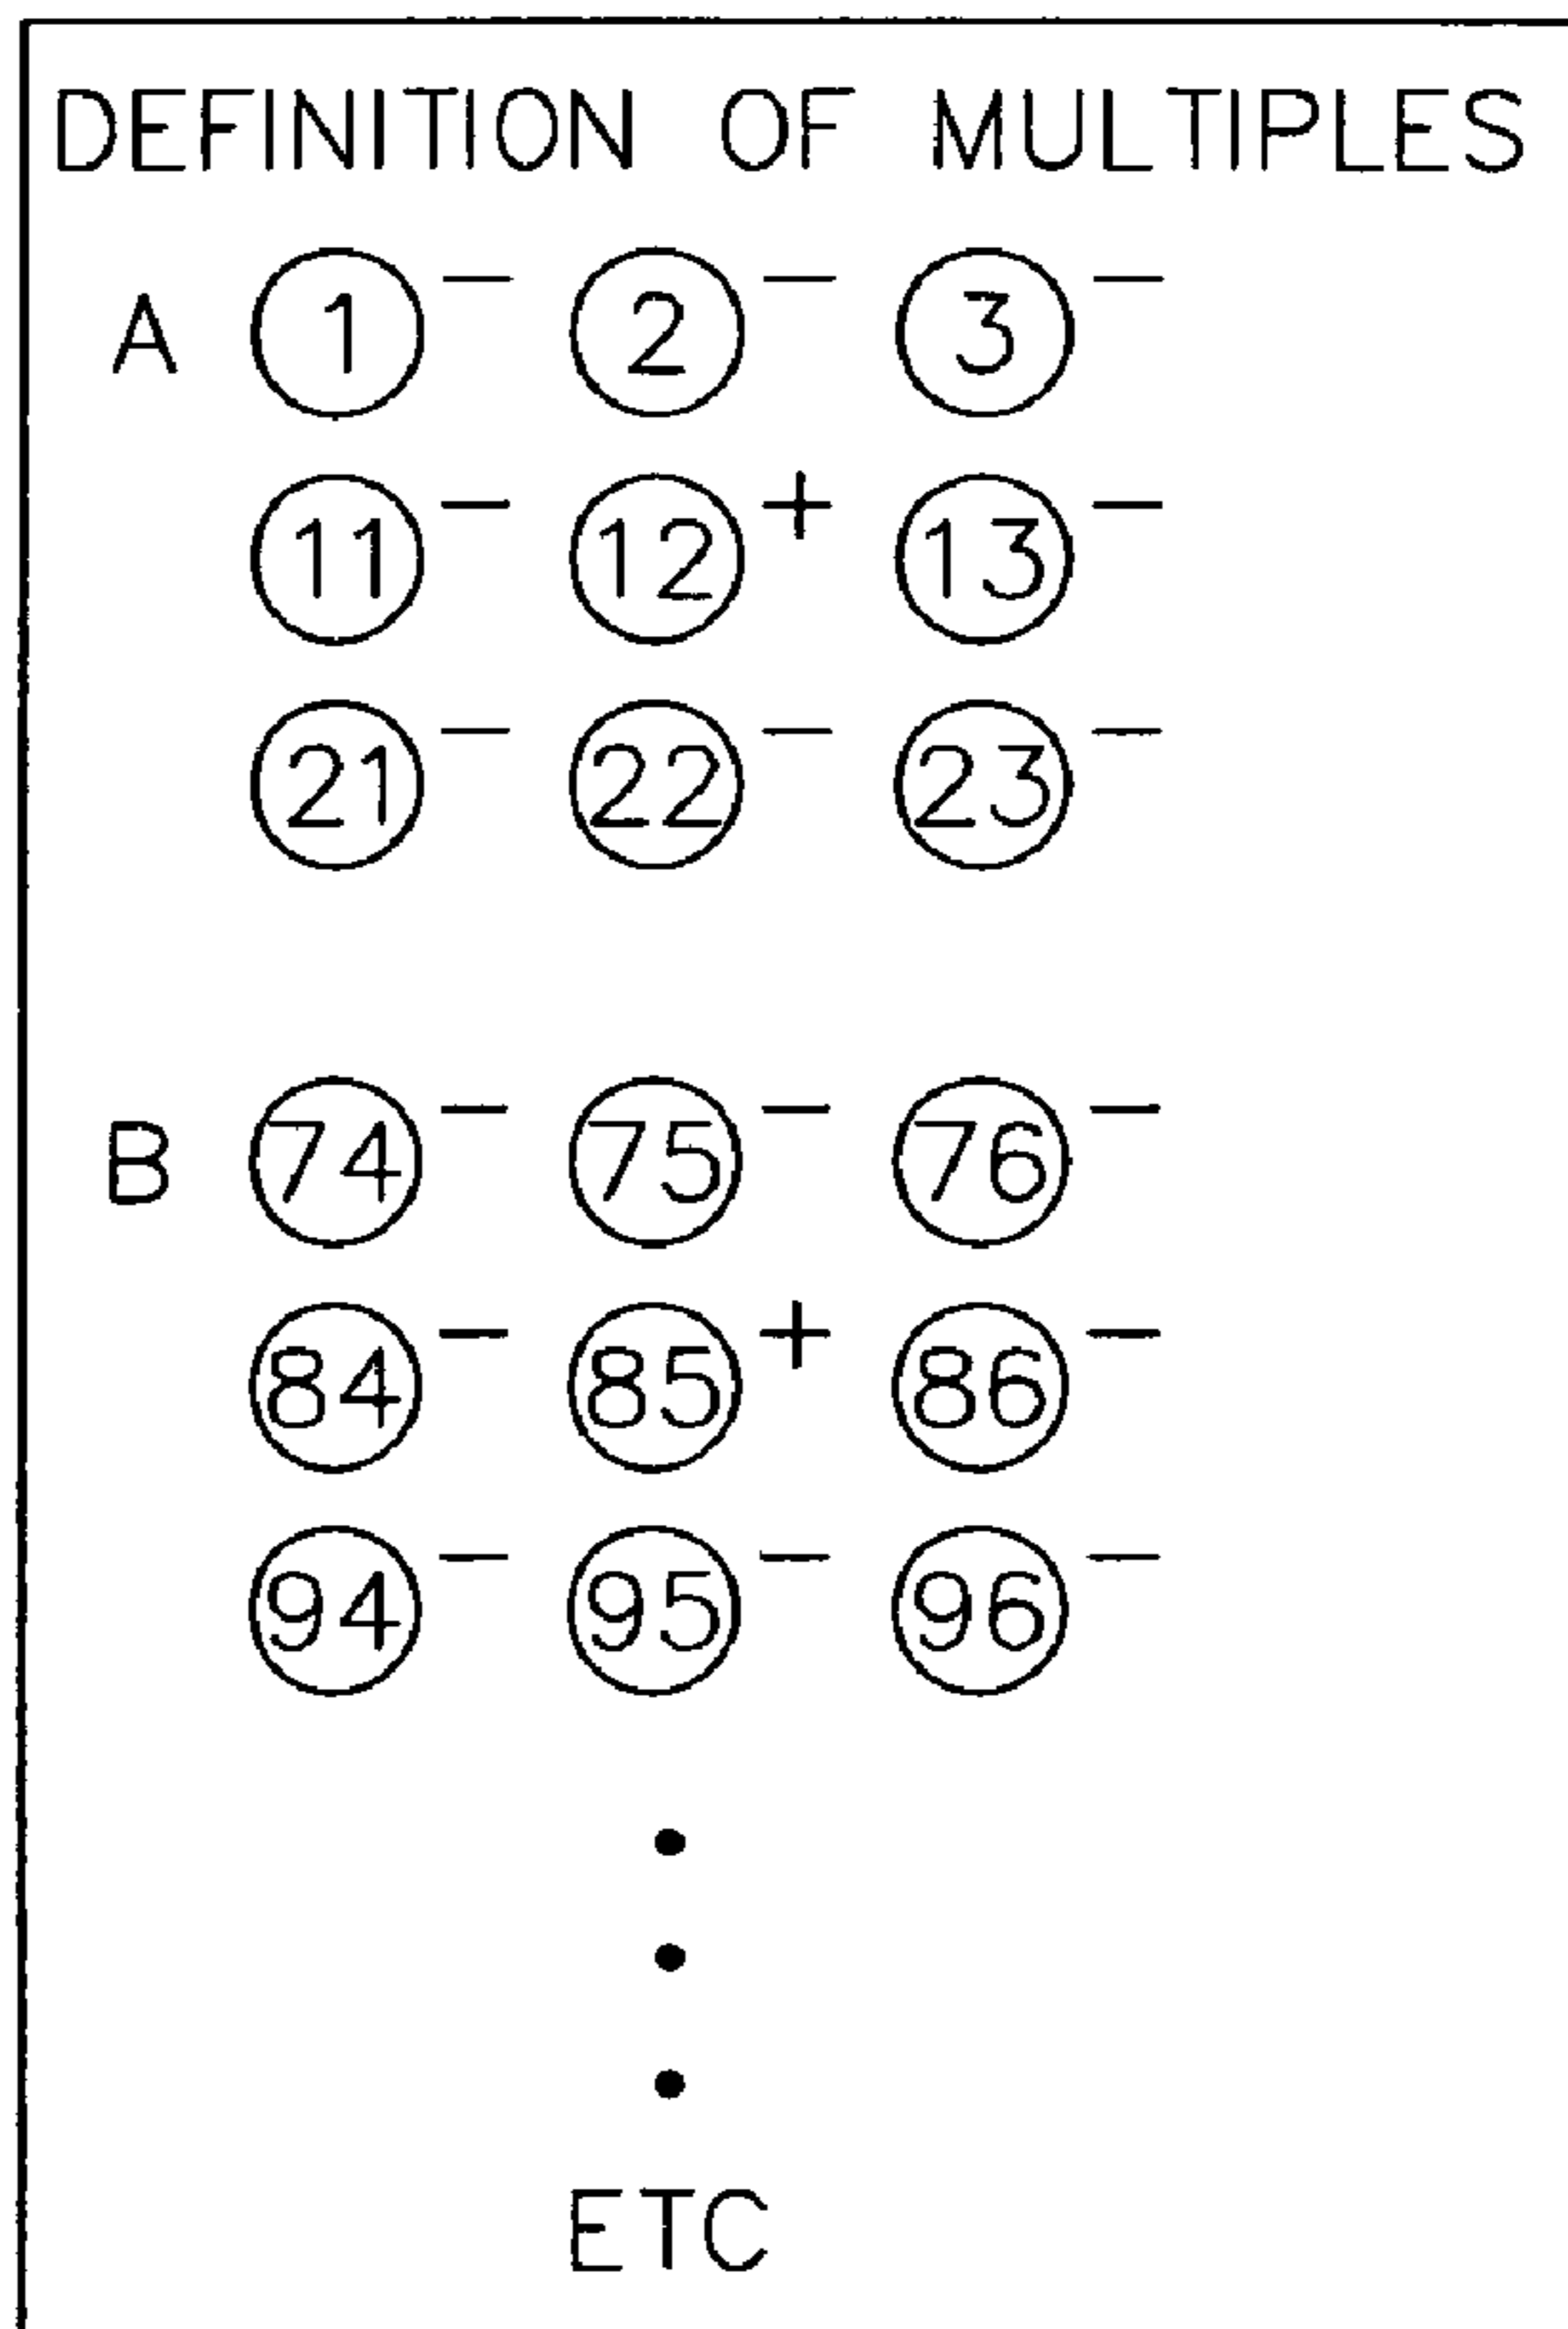 DEFINITION OF MULTIPLES
A 1 − 2 − 3 −
11 − 12 + 13 −
21 − 22 − 23 −
B 74 − 75 − 76 −
84 − 85 + 86 −
94 − 95 − 96 −
ETC